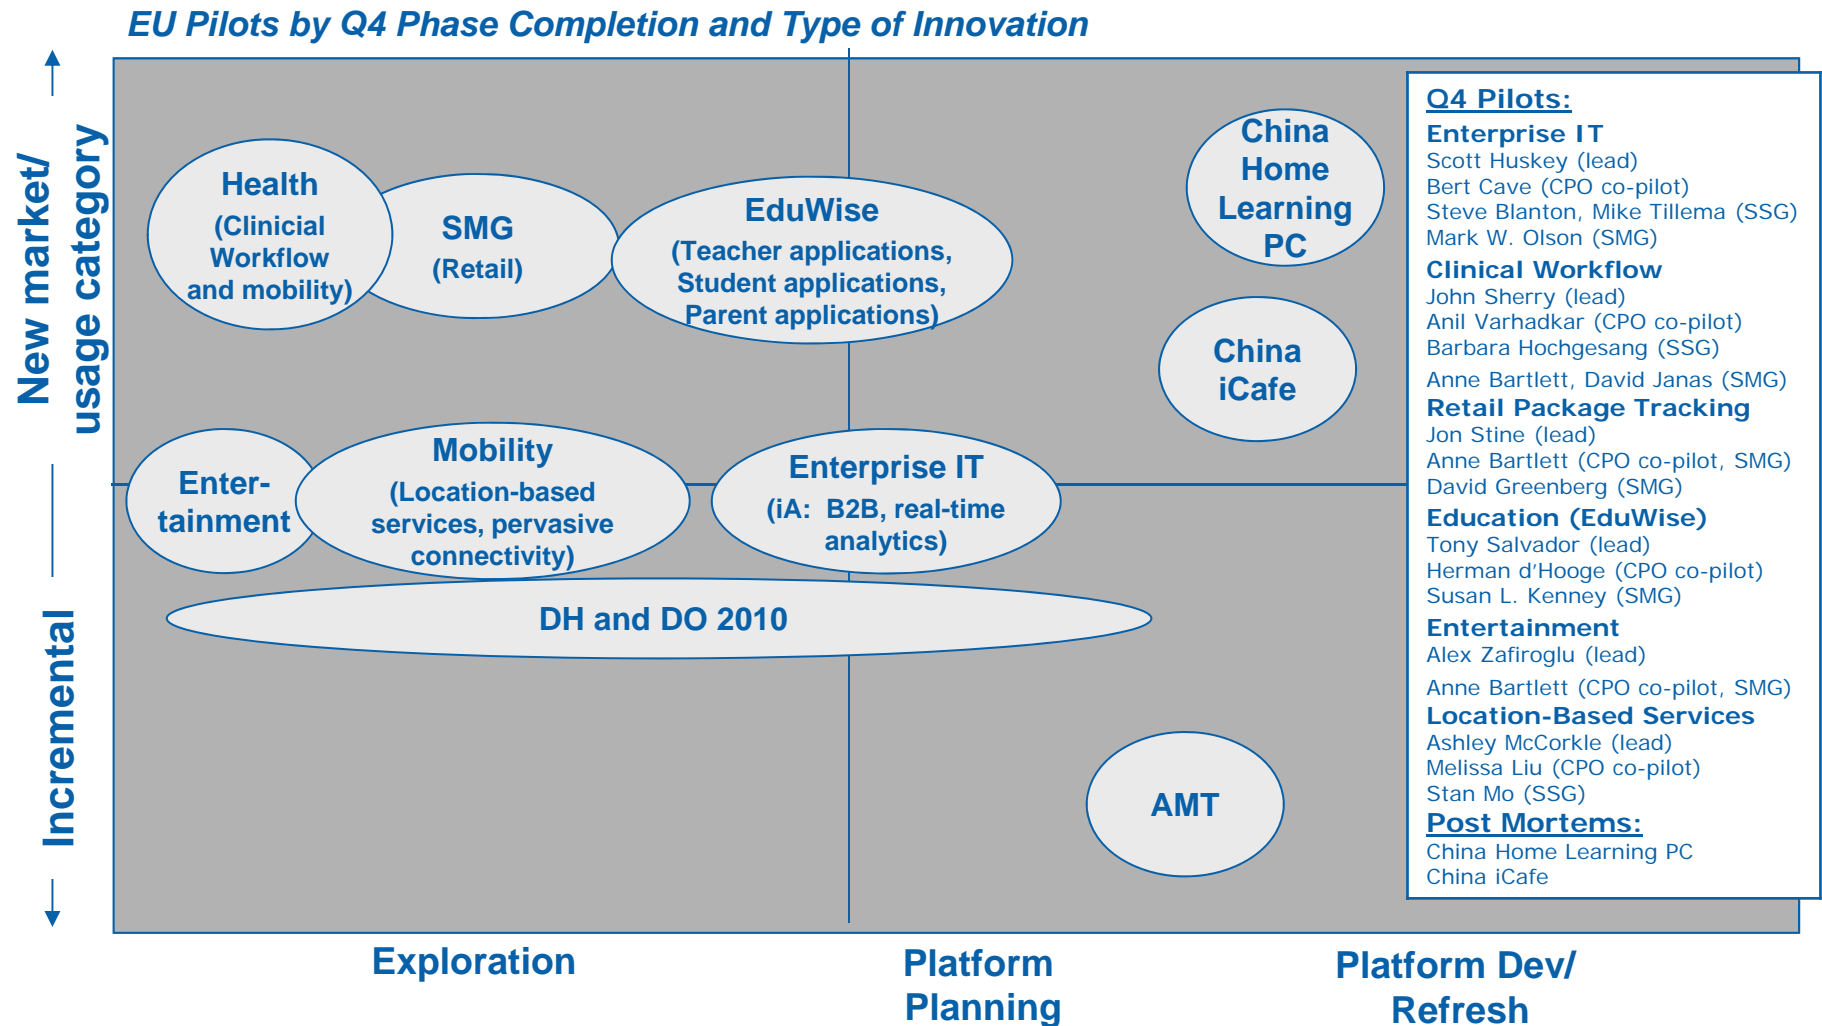 EU Pilots by Q4 Phase Completion and Type of Innovation
New market/
usage category
Incremental
Health
(Clinicial
Workflow
and mobility)
SMG
(Retail)
EduWise
(Teacher applications,
Student applications,
Parent applications)
China
Home
Learning
PC
China
iCafe
Enter-
tainment
Mobility
(Location-based
services, pervasive
connectivity)
Enterprise IT
(iA: B2B, real-time
analytics)
DH and DO 2010
AMT
Q4 Pilots:
Enterprise IT
Scott Huskey (lead)
Bert Cave (CPO co-pilot)
Steve Blanton, Mike Tillema (SSG)
Mark W. Olson (SMG)
Clinical Workflow
John Sherry (lead)
Anil Varhadkar (CPO co-pilot)
Barbara Hochgesang (SSG)
Anne Bartlett, David Janas (SMG)
Retail Package Tracking
Jon Stine (lead)
Anne Bartlett (CPO co-pilot, SMG)
David Greenberg (SMG)
Education (EduWise)
Tony Salvador (lead)
Herman d'Hooge (CPO co-pilot)
Susan L. Kenney (SMG)
Entertainment
Alex Zafiroglu (lead)
Anne Bartlett (CPO co-pilot, SMG)
Location-Based Services
Ashley McCorkle (lead)
Melissa Liu (CPO co-pilot)
Stan Mo (SSG)
Post Mortems:
China Home Learning PC
China iCafe
Exploration
Platform
Planning
Platform Dev/
Refresh